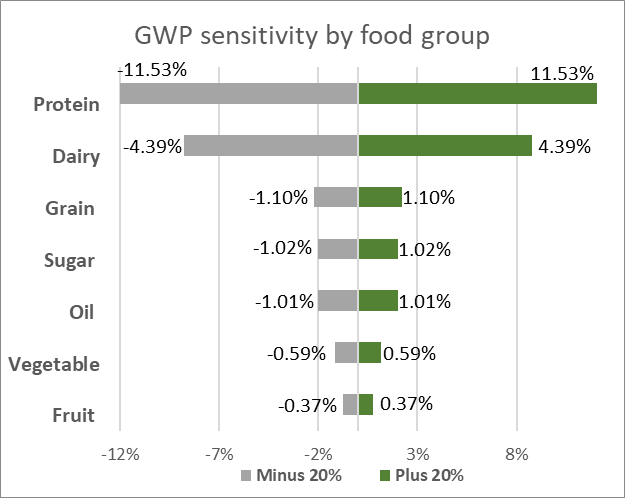 GWP sensitivity by food group
-11.53% 11.53%
Protein
Dairy -4.39% 4.39%
Grain -1.10% 1.10%
Sugar -1.02% 1.02%
Oil -1.01% 1.01%
Vegetable -0.59% 0.59%
Fruit -0.37% 0.37%
-12% -7% -2% 3% 8%
Minus 20% Plus 20%